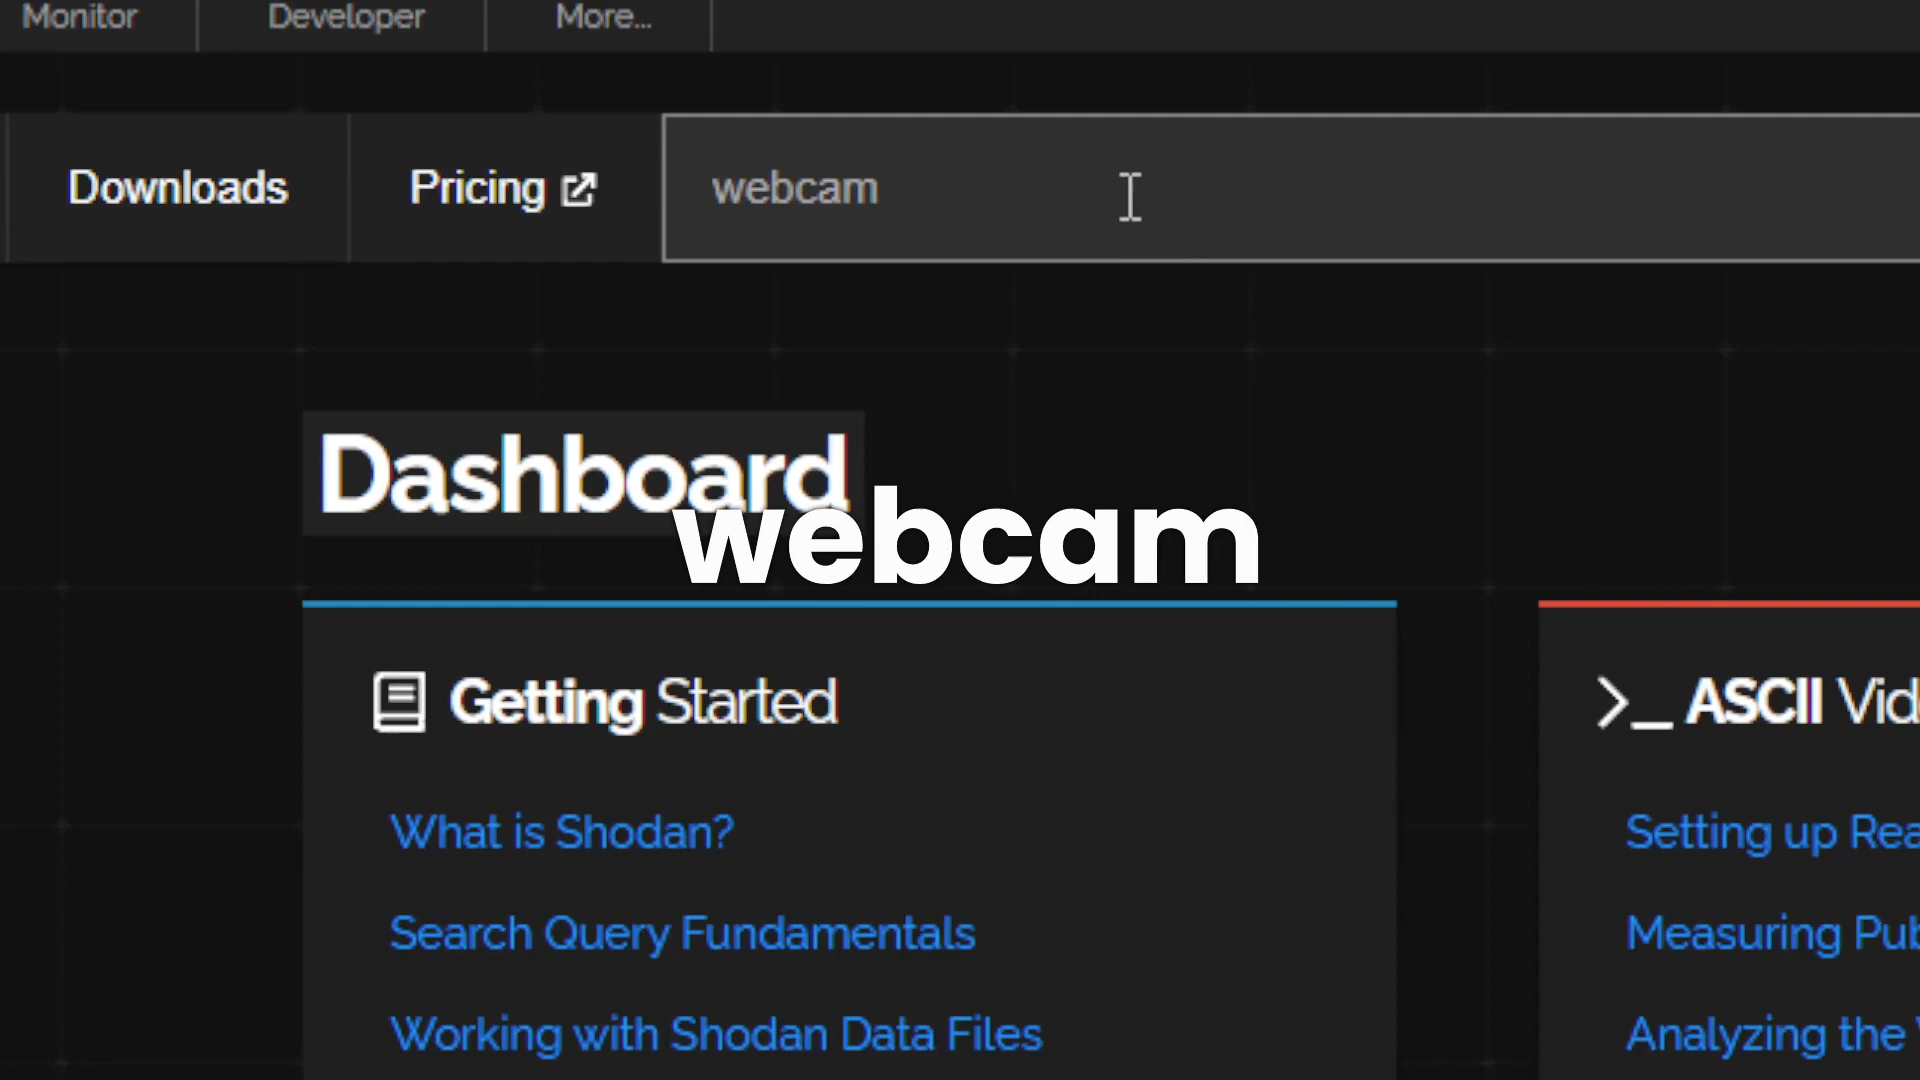 Monitor
Developer
More...
Downloads
Pricing
webcam
Dashboard
webcam
Getting Started
What is Shodan?
Search Query Fundamentals
Working with Shodan Data Files
>_ ASCII Vid
Setting up Rea
Measuring Pub
Analyzing the